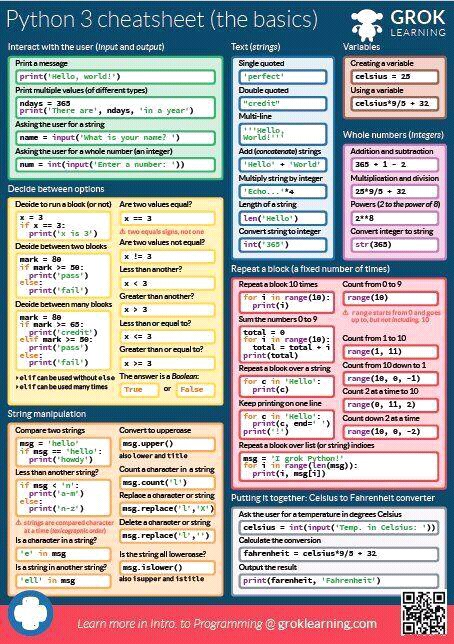 Python 3 cheatsheet (the basics)
GROK
LEARNING
Interact with the user (input and output)
Print a message
print('Hello, world!')
Print multiple values (of different types)
ndays = 365
print('There are', ndays, 'in a year')
Asking the user for a string
name = input('What is your name? ')
Asking the user for a whole number (an integer)
num = int(input('Enter a number: '))
Text (strings)
Single quoted
'perfect'
Double quoted
"credit"
Multi-line
'''Hello,
World!'''
Add (concatenate) strings
'Hello' + 'World'
Multiply string by integer
'Echo...'*4
Length of a string
len('Hello')
Convert string to integer
int('365')
Variables
Creating a variable
celsius = 25
Using a variable
celsius*9/5 + 32
Whole numbers (integers)
Addition and subtraction
365 + 1 - 2
Multiplication and division
25*9/5 + 32
Powers (2 to the power of 8)
2**8
Convert integer to string
str(365)
Decide between options
Decide to run a block (or not)
x = 3
if x == 3:
print('x is 3')
Decide between two blocks
mark = 80
if mark >= 50:
print('pass')
else:
print('fail')
Decide between many blocks
mark = 80
if mark >= 65:
print('credit')
elif mark >= 50:
print('pass')
else:
print('fail')
▸ elif can be used without else
▸ elif can be used many times
Are two values equal?
x == 3
⚠ two equals signs, not one
Are two values not equal?
x != 3
Less than another?
x < 3
Greater than another?
x > 3
Less than or equal to?
x <= 3
Greater than or equal to?
x >= 3
The answer is a Boolean:
True or False
Repeat a block (a fixed number of times)
Repeat a block 10 times
for i in range(10):
print(i)
Sum the numbers 0 to 9
total = 0
for i in range(10):
total = total + i
print(total)
Repeat a block over a string
for c in 'Hello':
print(c)
Keep printing on one line
for c in 'Hello':
print(c, end=' ')
print('!')
Repeat a block over list (or string) indices
msg = 'I grok Python!'
for i in range(len(msg)):
print(i, msg[i])
Count from 0 to 9
range(10)
⚠ range starts from 0 and goes
up to, but not including, 10
Count from 1 to 10
range(1, 11)
Count from 10 down to 1
range(10, 0, -1)
Count 2 at a time to 10
range(0, 11, 2)
Count down 2 at a time
range(10, 0, -2)
String manipulation
Compare two strings
msg = 'hello'
if msg == 'hello':
print('howdy')
Less than another string?
if msg < 'n':
print('a-m')
else:
print('n-z')
⚠ strings are compared character
at a time (lexicographic order)
Is a character in a string?
'e' in msg
Is a string in another string?
'ell' in msg
Convert to uppercase
msg.upper()
also lower and title
Count a character in a string
msg.count('l')
Replace a character or string
msg.replace('l','X')
Delete a character or string
msg.replace('l','')
Is the string all lowercase?
msg.islower()
also isupper and istitle
Putting it together: Celsius to Fahrenheit converter
Ask the user for a temperature in degrees Celsius
celsius = int(input('Temp. in Celsius: '))
Calculate the conversion
fahrenheit = celsius*9/5 + 32
Output the result
print(farenheit, 'Fahrenheit')
Learn more in Intro. to Programming @ groklearning.com